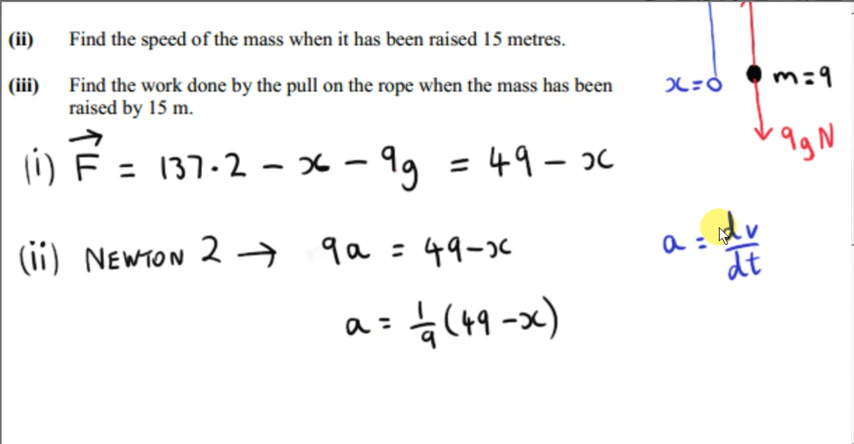 (ii) Find the speed of the mass when it has been raised 15 metres.
(iii) Find the work done by the pull on the rope when the mass has been
raised by 15 m.
x=0
m=9
9g N
(i) F⃗ = 137.2 - x - 9g = 49 - x
(ii) NEWTON 2 → 9a = 49-x
a = dv/dt
a = 1/9 (49 - x)